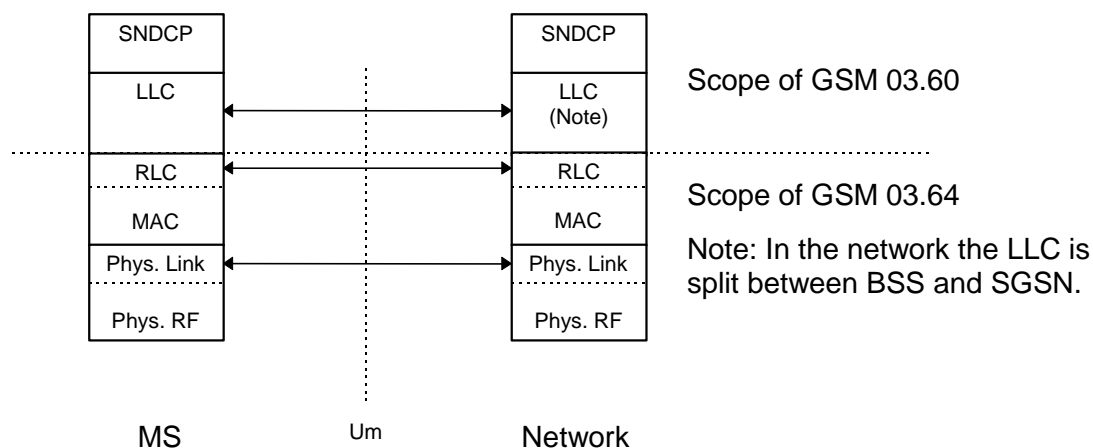 SNDCP
LLC
RLC
MAC
Phys. Link
Phys. RF
MS
Um
SNDCP
LLC
(Note)
RLC
MAC
Phys. Link
Phys. RF
Network
Scope of GSM 03.60
Scope of GSM 03.64
Note: In the network the LLC is
split between BSS and SGSN.